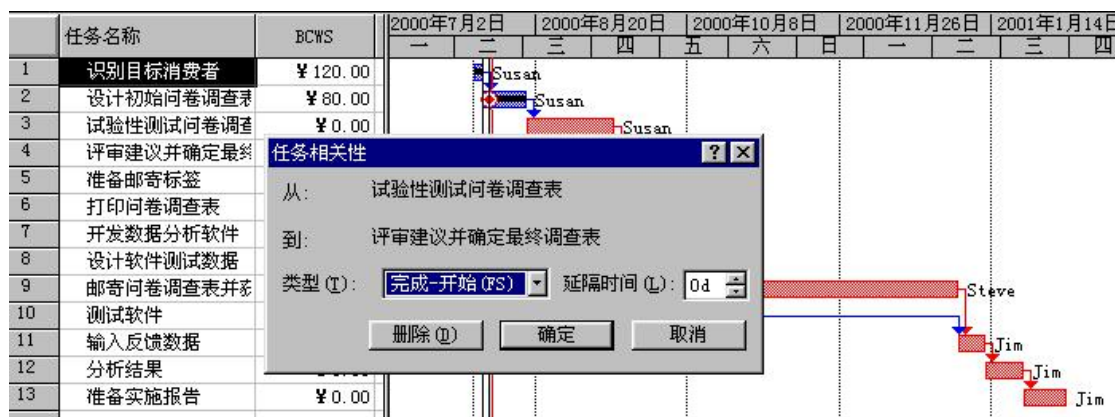 任务名称 BCWS 2000年7月2日 2000年8月20日 2000年10月8日 2000年11月26日 2001年1月14日
一 二 三 四 五 六 日 一 二 三 四
1 识别目标消费者 ¥120.00 Susan
2 设计初始问卷调查表 ¥80.00 Susan
3 试验性测试问卷调查 ¥0.00 Susan
4 评审建议并确定最终
5 准备邮寄标签
6 打印问卷调查表
7 开发数据分析软件
8 设计软件测试数据
9 邮寄问卷调查表并获 Steve
10 测试软件
11 输入反馈数据 Jim
12 分析结果 Jim
13 准备实施报告 ¥0.00 Jim
任务相关性
从: 试验性测试问卷调查表
到: 评审建议并确定最终调查表
类型(T): 完成-开始(FS) 延隔时间(L): 0d
删除(D) 确定 取消